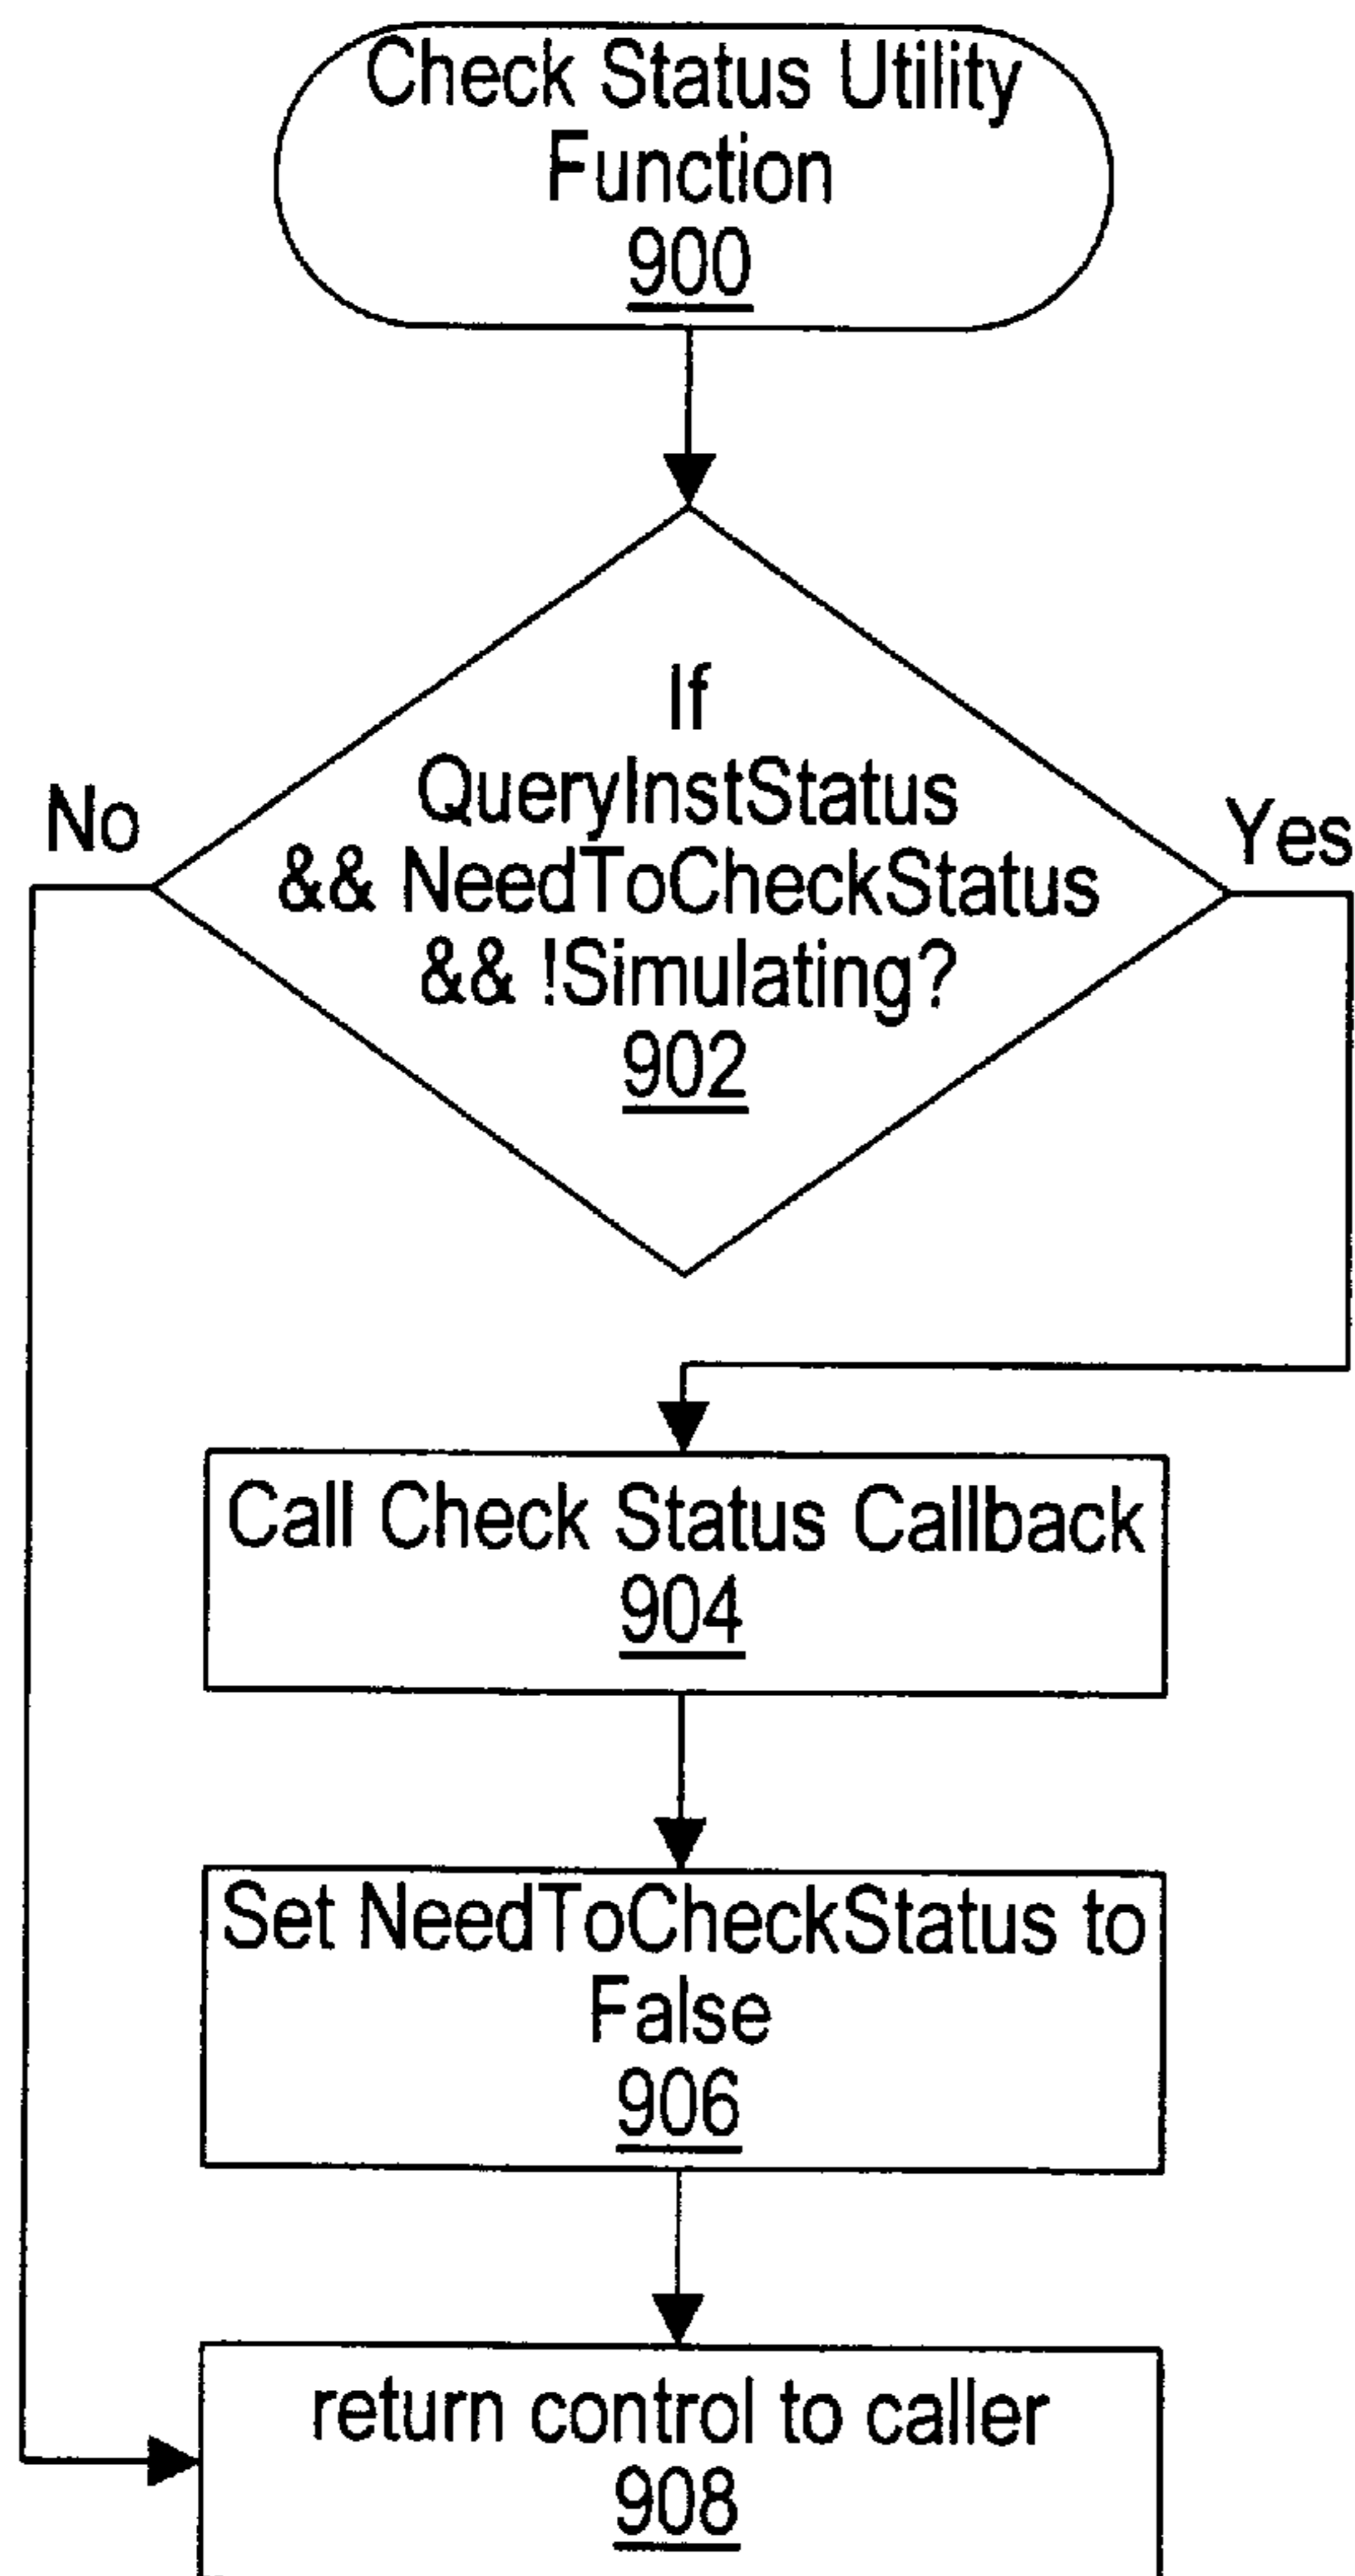 Check Status Utility
Function
900
If
QueryInstStatus
&& NeedToCheckStatus
&& !Simulating?
902
No
Yes
Call Check Status Callback
904
Set NeedToCheckStatus to
False
906
return control to caller
908